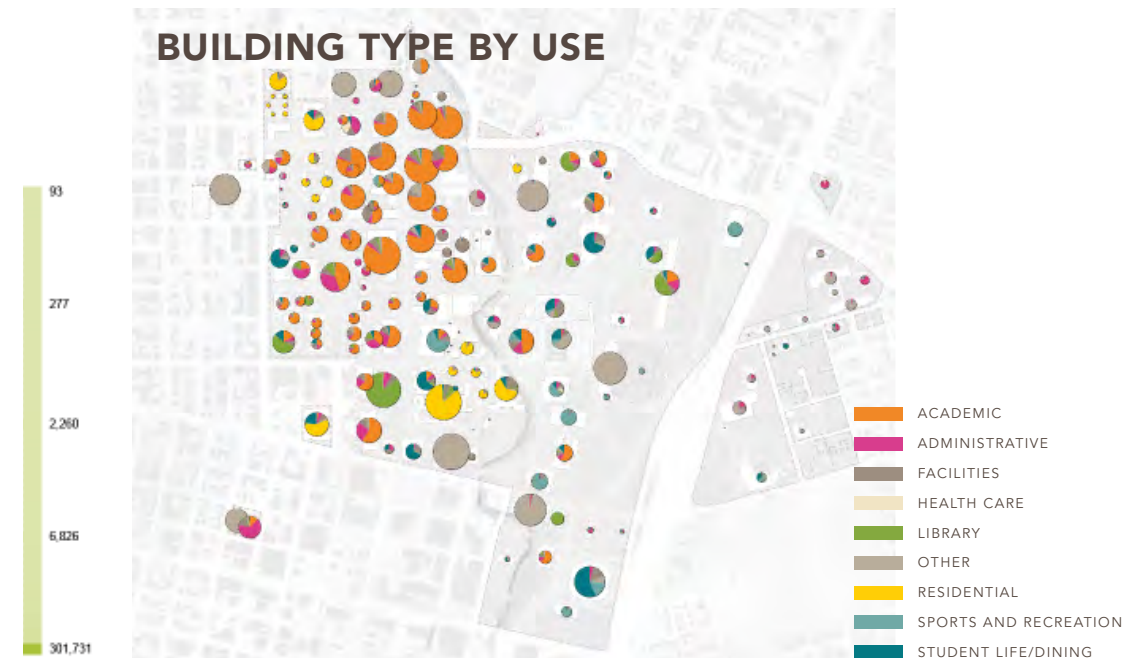 BUILDING TYPE BY USE
93
277
2,260
6,826
301,731
ACADEMIC
ADMINISTRATIVE
FACILITIES
HEALTH CARE
LIBRARY
OTHER
RESIDENTIAL
SPORTS AND RECREATION
STUDENT LIFE/DINING